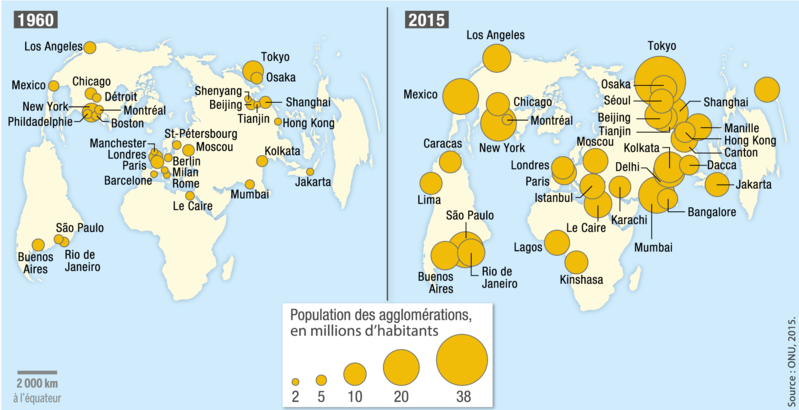 1960
Los Angeles
Mexico
Chicago
Détroit
New York
Montréal
Philadelphie
Boston
Tokyo
Osaka
Shenyang
Beijing
Shanghai
Tianjin
Hong Kong
St-Pétersbourg
Manchester
Moscou
Londres
Paris
Berlin
Kolkata
Milan
Barcelone
Rome
Mumbai
Jakarta
Le Caire
São Paulo
Buenos
Aires
Rio de
Janeiro
2 000 km
à l'équateur
2015
Los Angeles
Mexico
Chicago
Montréal
New York
Caracas
Lima
São Paulo
Buenos
Aires
Rio de
Janeiro
Tokyo
Osaka
Séoul
Shanghai
Beijing
Tianjin
Manille
Hong Kong
Canton
Moscou
Kolkata
Londres
Delhi
Dacca
Paris
Istanbul
Jakarta
Karachi
Bangalore
Le Caire
Mumbai
Lagos
Kinshasa
Population des agglomérations,
en millions d'habitants
2 5 10 20 38
Source : ONU, 2015.